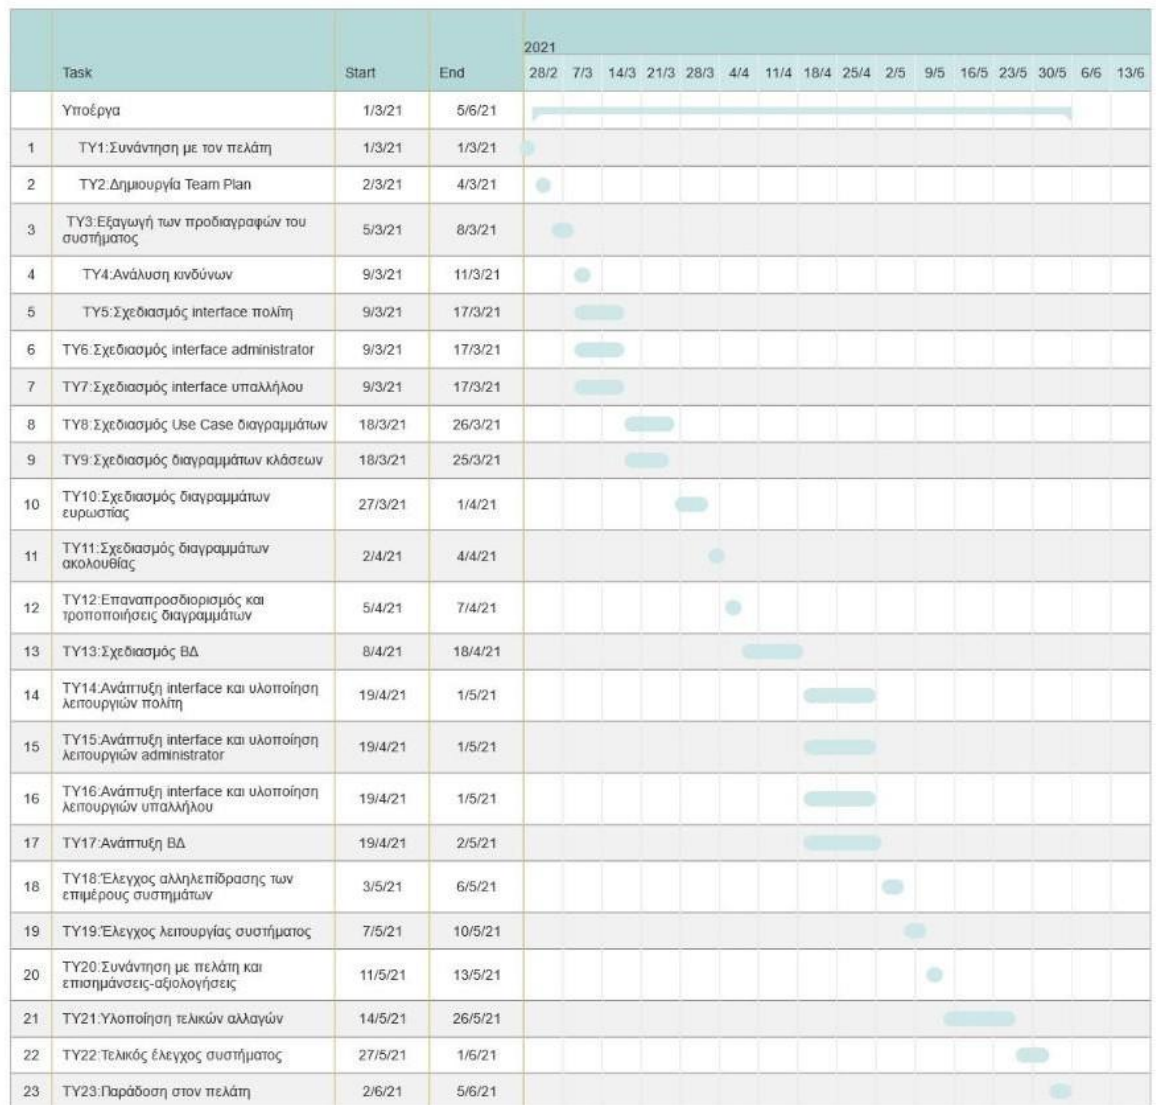 2021
Task Start End 28/2 7/3 14/3 21/3 28/3 4/4 11/4 18/4 25/4 2/5 9/5 16/5 23/5 30/5 6/6 13/6
Υποέργα 1/3/21 5/6/21
1 ΤΥ1:Συνάντηση με τον πελάτη 1/3/21 1/3/21
2 ΤΥ2:Δημιουργία Team Plan 2/3/21 4/3/21
3 ΤΥ3:Εξαγωγή των προδιαγραφών του
συστήματος 5/3/21 8/3/21
4 ΤΥ4:Ανάλυση κινδύνων 9/3/21 11/3/21
5 ΤΥ5:Σχεδιασμός interface πολίτη 9/3/21 17/3/21
6 ΤΥ6:Σχεδιασμός interface administrator 9/3/21 17/3/21
7 ΤΥ7:Σχεδιασμός interface υπαλλήλου 9/3/21 17/3/21
8 ΤΥ8:Σχεδιασμός Use Case διαγραμμάτων 18/3/21 26/3/21
9 ΤΥ9:Σχεδιασμός διαγραμμάτων κλάσεων 18/3/21 25/3/21
10 ΤΥ10:Σχεδιασμός διαγραμμάτων
ευρωστίας 27/3/21 1/4/21
11 ΤΥ11:Σχεδιασμός διαγραμμάτων
ακολουθίας 2/4/21 4/4/21
12 ΤΥ12:Επαναπροσδιορισμός και
τροποποιήσεις διαγραμμάτων 5/4/21 7/4/21
13 ΤΥ13:Σχεδιασμός ΒΔ 8/4/21 18/4/21
14 ΤΥ14:Ανάπτυξη interface και υλοποίηση
λειτουργιών πολίτη 19/4/21 1/5/21
15 ΤΥ15:Ανάπτυξη interface και υλοποίηση
λειτουργιών administrator 19/4/21 1/5/21
16 ΤΥ16:Ανάπτυξη interface και υλοποίηση
λειτουργιών υπαλλήλου 19/4/21 1/5/21
17 ΤΥ17:Ανάπτυξη ΒΔ 19/4/21 2/5/21
18 ΤΥ18:Έλεγχος αλληλεπίδρασης των
επιμέρους συστημάτων 3/5/21 6/5/21
19 ΤΥ19:Έλεγχος λειτουργίας συστήματος 7/5/21 10/5/21
20 ΤΥ20:Συνάντηση με πελάτη και
επισημάνσεις-αξιολογήσεις 11/5/21 13/5/21
21 ΤΥ21:Υλοποίηση τελικών αλλαγών 14/5/21 26/5/21
22 ΤΥ22:Τελικός έλεγχος συστήματος 27/5/21 1/6/21
23 ΤΥ23:Παράδοση στον πελάτη 2/6/21 5/6/21